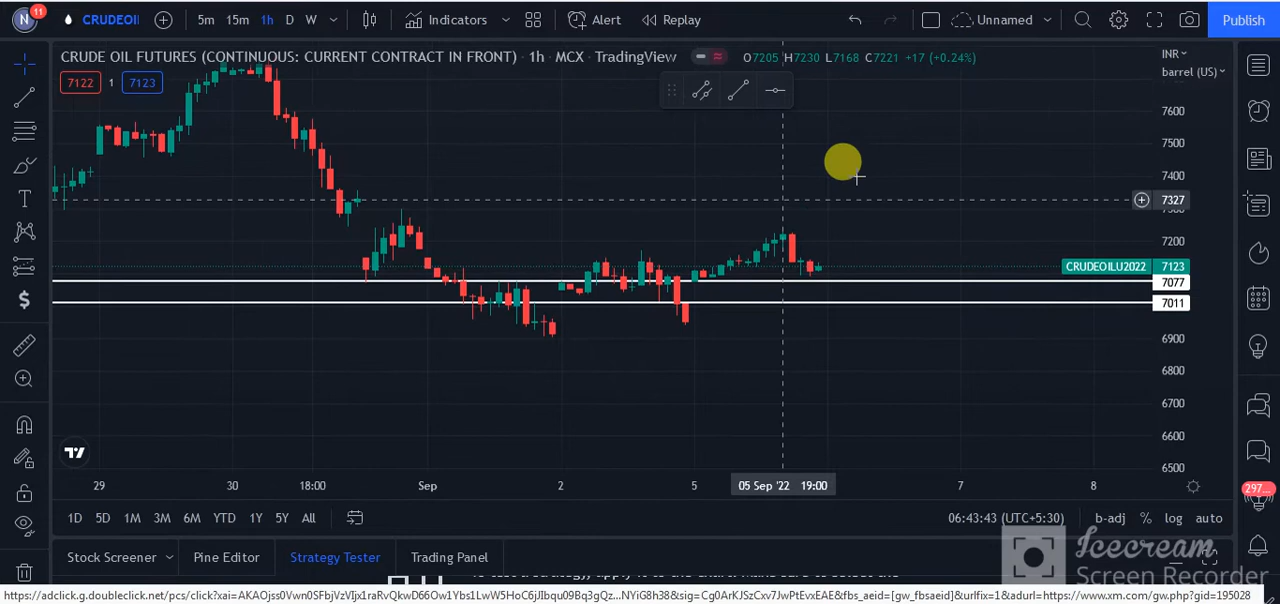 N 11 CRUDEOI 5m 15m 1h D W Indicators Alert Replay Unnamed Publish
CRUDE OIL FUTURES (CONTINUOUS: CURRENT CONTRACT IN FRONT) · 1h · MCX · TradingView O7205 H7230 L7168 C7221 +17 (+0.24%)
INR
barrel (US)
7122 1 7123
7600
7500
7400
7327
7200
CRUDEOILU2022 7123
7077
7011
6900
6800
6700
6600
6500
29 30 18:00 Sep 2 5 05 Sep '22 19:00 7 8
1D 5D 1M 3M 6M YTD 1Y 5Y All 06:43:43 (UTC+5:30) b-adj % log auto
297...
Stock Screener Pine Editor Strategy Tester Trading Panel
Icecream
Screen Recorder
https://adclick.g.doubleclick.net/pcs/click?xai=AKAOjss0Vwn0SFbjVzVIjx1raRvQkwD66Ow1Ybs1LwW5HoC6jJIbqu09Bq3gQz...NYiG8h38&sig=Cg0ArKJSzCxv7JwPtEvxEAE&fbs_aeid=[gw_fbsaeid]&urlfix=1&adurl=https://www.xm.com/gw.php?gid=195028